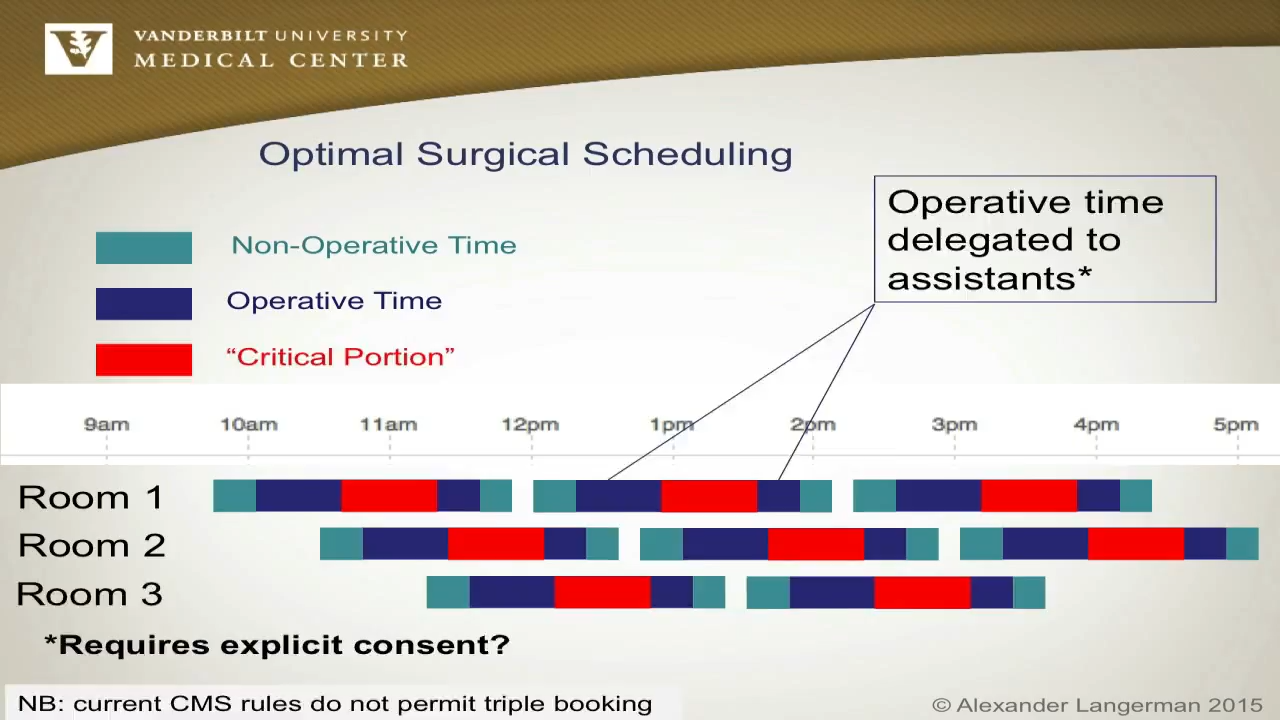 VANDERBILT UNIVERSITY
MEDICAL CENTER
Optimal Surgical Scheduling
Operative time
delegated to
assistants*
Non-Operative Time
Operative Time
“Critical Portion”
9am 10am 11am 12pm 1pm 2pm 3pm 4pm 5pm
Room 1
Room 2
Room 3
*Requires explicit consent?
NB: current CMS rules do not permit triple booking
© Alexander Langerman 2015